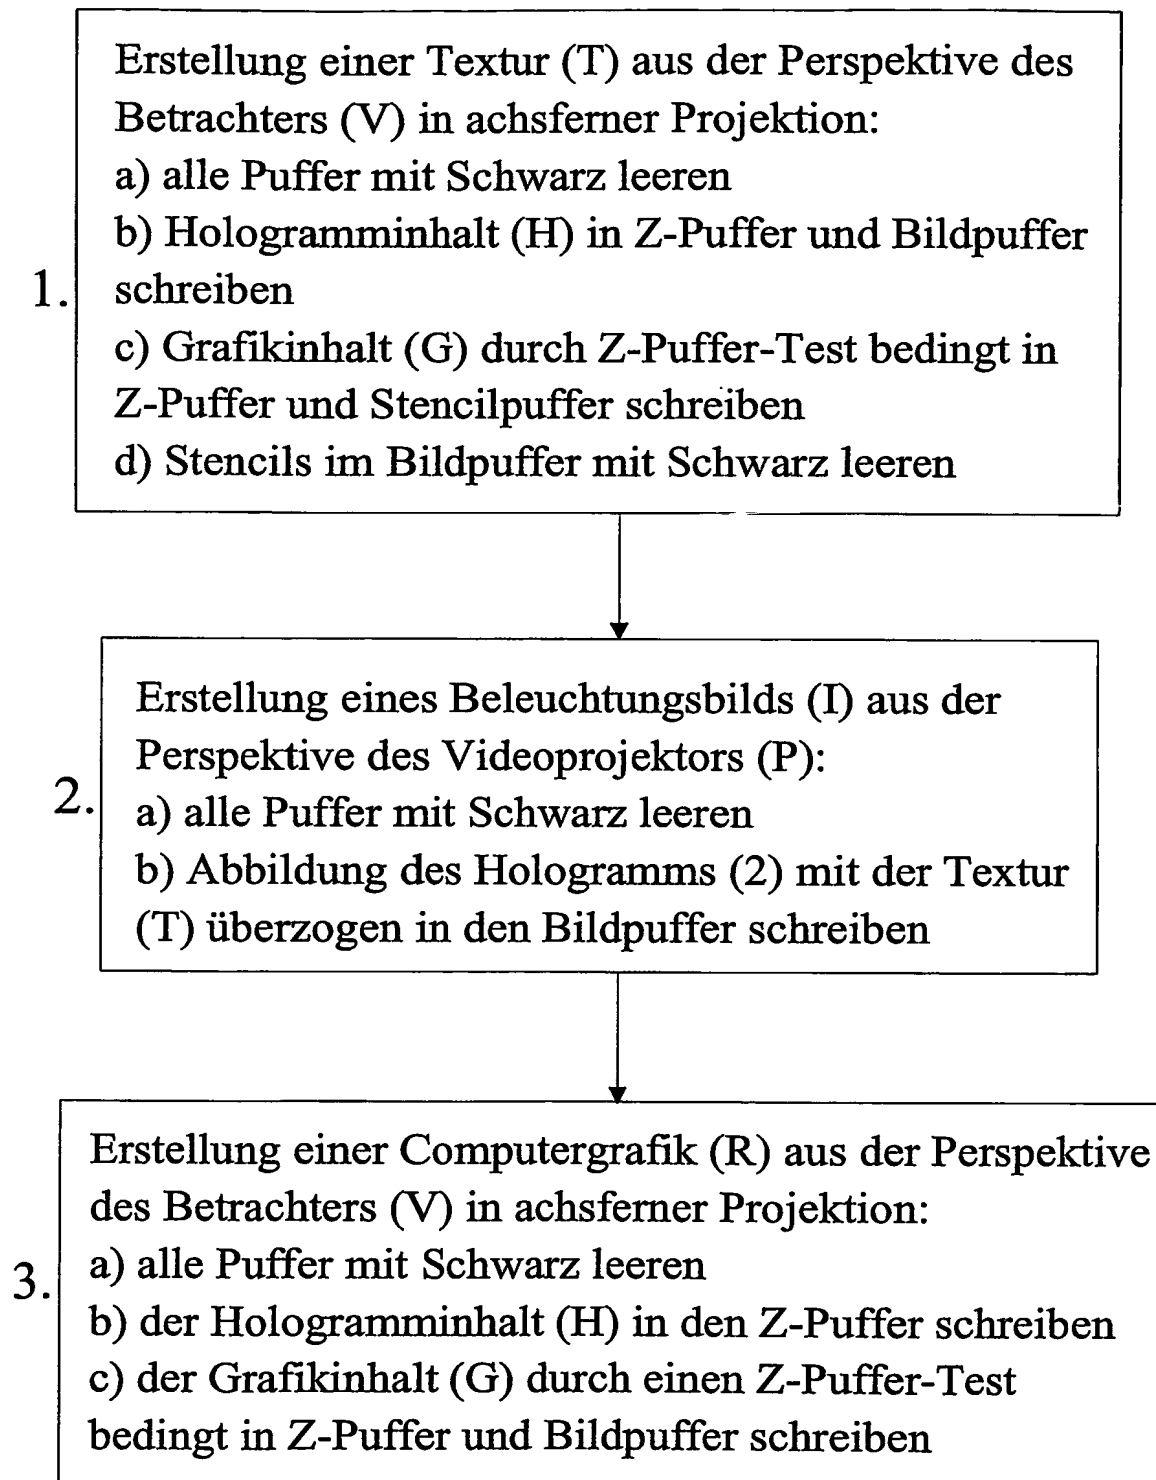 Erstellung einer Textur (T) aus der Perspektive des
Betrachters (V) in achsferner Projektion:
a) alle Puffer mit Schwarz leeren
b) Hologramminhalt (H) in Z-Puffer und Bildpuffer
1. schreiben
c) Grafikinhalt (G) durch Z-Puffer-Test bedingt in
Z-Puffer und Stencilpuffer schreiben
d) Stencils im Bildpuffer mit Schwarz leeren
Erstellung eines Beleuchtungsbilds (I) aus der
Perspektive des Videoprojektors (P):
2. a) alle Puffer mit Schwarz leeren
b) Abbildung des Hologramms (2) mit der Textur
(T) überzogen in den Bildpuffer schreiben
Erstellung einer Computergrafik (R) aus der Perspektive
des Betrachters (V) in achsferner Projektion:
3. a) alle Puffer mit Schwarz leeren
b) der Hologramminhalt (H) in den Z-Puffer schreiben
c) der Grafikinhalt (G) durch einen Z-Puffer-Test
bedingt in Z-Puffer und Bildpuffer schreiben